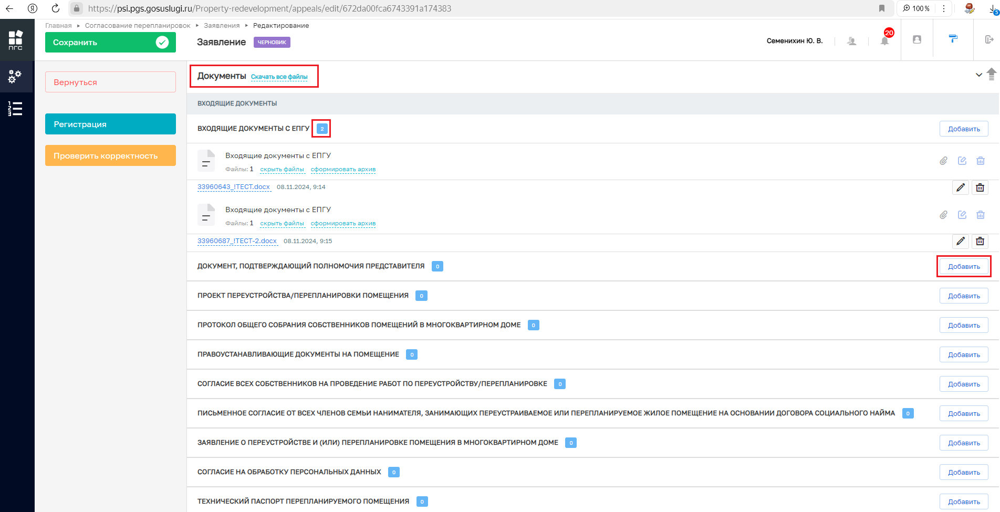 https://psi.pgs.gosuslugi.ru/Property-redevelopment/appeals/edit/672da00fca6743391a174383
100%
5
Главная ▸ Согласование перепланировок ▸ Заявления ▸ Редактирование
ПГС
Сохранить
Заявление ЧЕРНОВИК
Семенихин Ю. В.
20
Вернуться
Регистрация
Проверить корректность
Документы Скачать все файлы
ВХОДЯЩИЕ ДОКУМЕНТЫ
ВХОДЯЩИЕ ДОКУМЕНТЫ С ЕПГУ 2 Добавить
Входящие документы с ЕПГУ
Файлы: 1 скрыть файлы сформировать архив
33960643_!ТЕСТ.docx 08.11.2024, 9:14
Входящие документы с ЕПГУ
Файлы: 1 скрыть файлы сформировать архив
33960687_!ТЕСТ-2.docx 08.11.2024, 9:15
ДОКУМЕНТ, ПОДТВЕРЖДАЮЩИЙ ПОЛНОМОЧИЯ ПРЕДСТАВИТЕЛЯ 0 Добавить
ПРОЕКТ ПЕРЕУСТРОЙСТВА/ПЕРЕПЛАНИРОВКИ ПОМЕЩЕНИЯ 0 Добавить
ПРОТОКОЛ ОБЩЕГО СОБРАНИЯ СОБСТВЕННИКОВ ПОМЕЩЕНИЙ В МНОГОКВАРТИРНОМ ДОМЕ 0 Добавить
ПРАВОУСТАНАВЛИВАЮЩИЕ ДОКУМЕНТЫ НА ПОМЕЩЕНИЕ 0 Добавить
СОГЛАСИЕ ВСЕХ СОБСТВЕННИКОВ НА ПРОВЕДЕНИЕ РАБОТ ПО ПЕРЕУСТРОЙСТВУ/ПЕРЕПЛАНИРОВКЕ 0 Добавить
ПИСЬМЕННОЕ СОГЛАСИЕ ОТ ВСЕХ ЧЛЕНОВ СЕМЬИ НАНИМАТЕЛЯ, ЗАНИМАЮЩИХ ПЕРЕУСТРАИВАЕМОЕ ИЛИ ПЕРЕПЛАНИРУЕМОЕ ЖИЛОЕ ПОМЕЩЕНИЕ НА ОСНОВАНИИ ДОГОВОРА СОЦИАЛЬНОГО НАЙМА 0 Добавить
ЗАЯВЛЕНИЕ О ПЕРЕУСТРОЙСТВЕ И (ИЛИ) ПЕРЕПЛАНИРОВКЕ ПОМЕЩЕНИЯ В МНОГОКВАРТИРНОМ ДОМЕ 0 Добавить
СОГЛАСИЕ НА ОБРАБОТКУ ПЕРСОНАЛЬНЫХ ДАННЫХ 0 Добавить
ТЕХНИЧЕСКИЙ ПАСПОРТ ПЕРЕПЛАНИРУЕМОГО ПОМЕЩЕНИЯ 0 Добавить